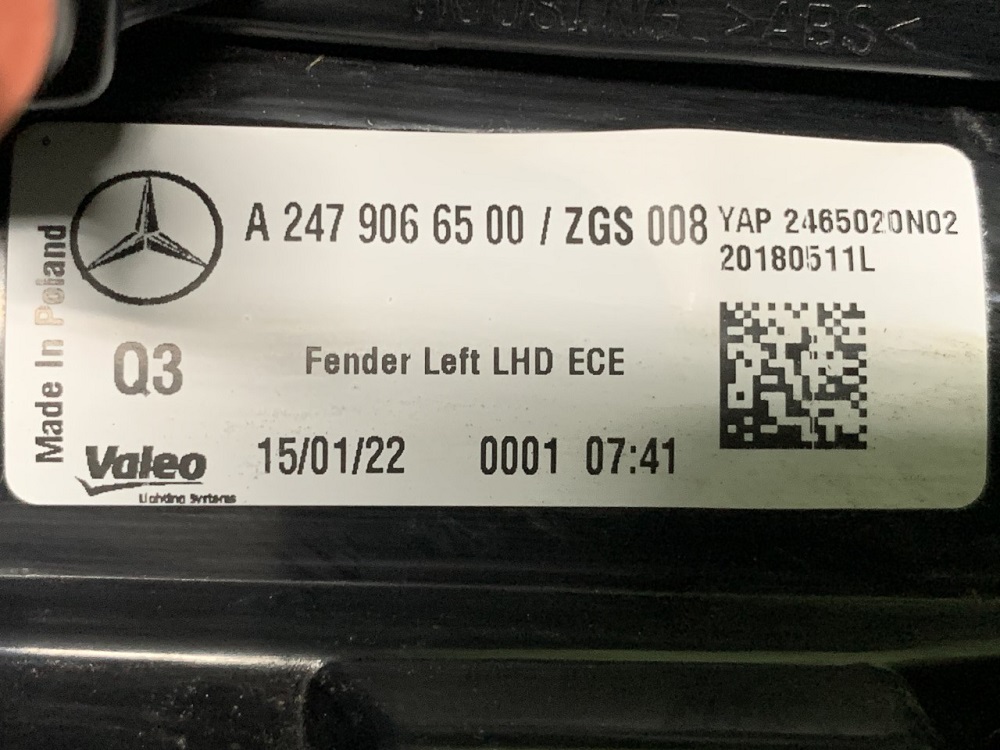 HOUSING >ABS<
Made In Poland
A 247 906 65 00 / ZGS 008
YAP 2465020N02
20180511L
Q3
Fender Left LHD ECE
Valeo
Lighting Systems
15/01/22 0001 07:41